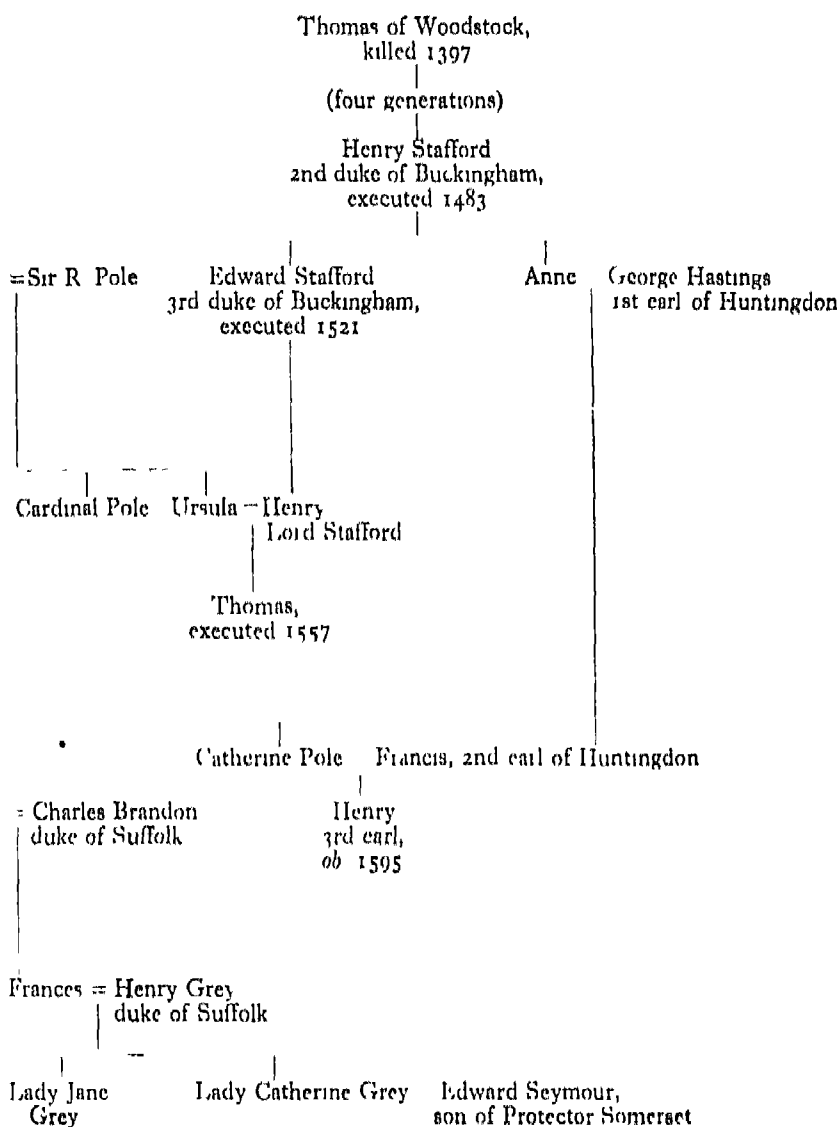 Thomas of Woodstock,
killed 1397
(four generations)
Henry Stafford
2nd duke of Buckingham,
executed 1483
=Sir R Pole
Edward Stafford
3rd duke of Buckingham,
executed 1521
Anne
George Hastings
1st earl of Huntingdon
Cardinal Pole
Ursula = Henry
Lord Stafford
Thomas,
executed 1557
Catherine Pole
Francis, 2nd earl of Huntingdon
= Charles Brandon
duke of Suffolk
Henry
3rd earl,
ob 1595
Frances = Henry Grey
duke of Suffolk
Lady Jane
Grey
Lady Catherine Grey
Edward Seymour,
son of Protector Somerset